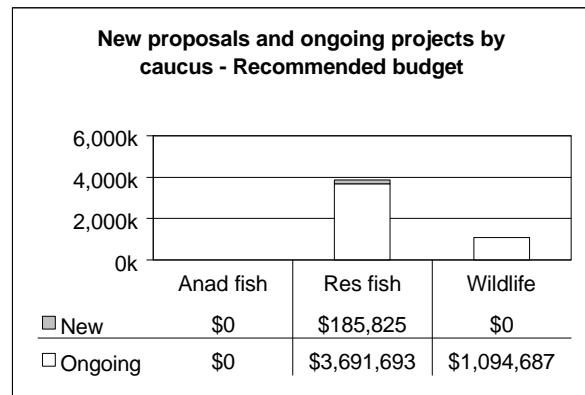 New proposals and ongoing projects by
caucus - Recommended budget
6,000k
4,000k
2,000k
0k
Anad fish Res fish Wildlife
New $0 $185,825 $0
Ongoing $0 $3,691,693 $1,094,687